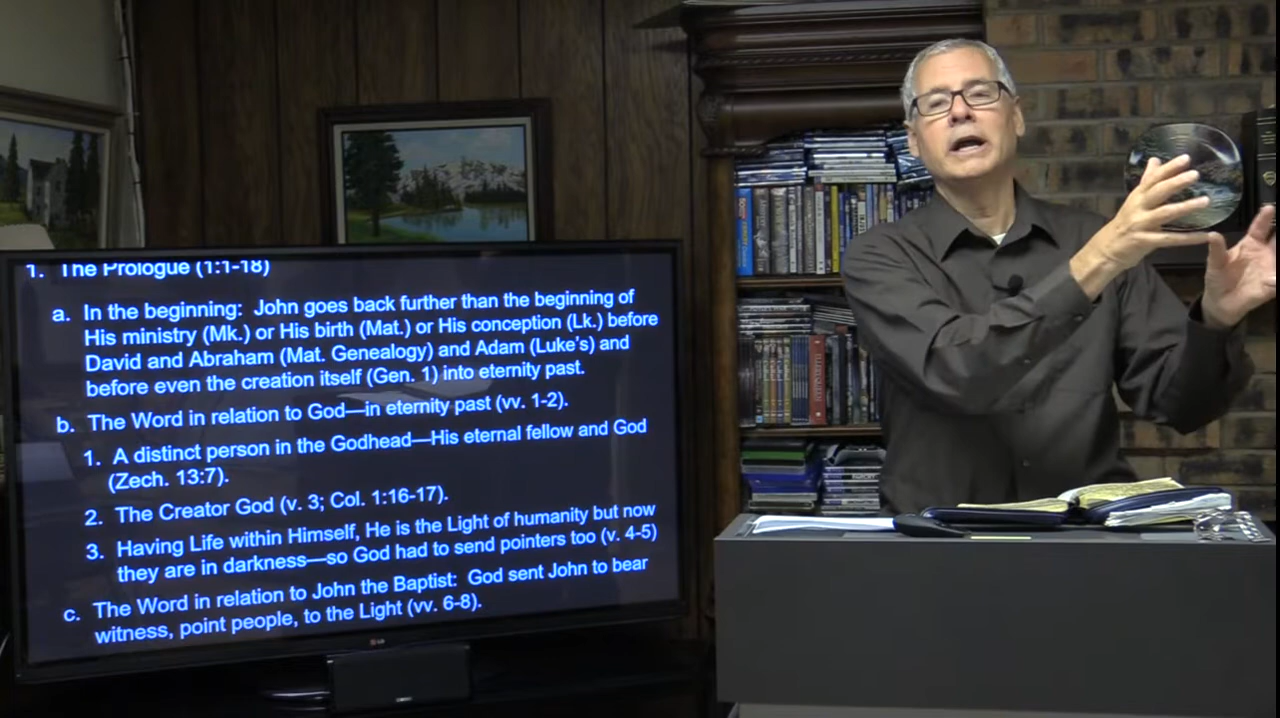 1. The Prologue (1:1-18)
a. In the beginning: John goes back further than the beginning of
His ministry (Mk.) or His birth (Mat.) or His conception (Lk.) before
David and Abraham (Mat. Genealogy) and Adam (Luke's) and
before even the creation itself (Gen. 1) into eternity past.
b. The Word in relation to God—in eternity past (vv. 1-2).
1. A distinct person in the Godhead—His eternal fellow and God
(Zech. 13:7).
2. The Creator God (v. 3; Col. 1:16-17).
3. Having Life within Himself, He is the Light of humanity but now
they are in darkness—so God had to send pointers too (v. 4-5)
c. The Word in relation to John the Baptist: God sent John to bear
witness, point people, to the Light (vv. 6-8).
LG